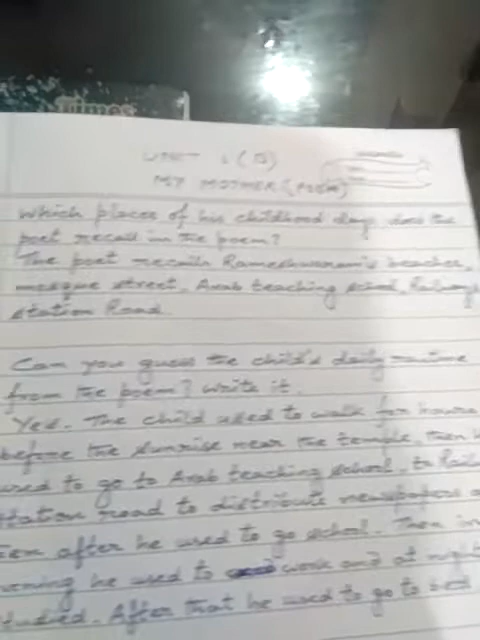 Times
UNIT 1 (B)
MY MOTHER (POEM)
Which places of his childhood days does the
poet recall in the poem?
The poet recalls Rameshwaram's beaches,
mosque street, Arab teaching school, Railway
station Road.
Can you guess the child's daily routine
from the poem? Write it.
Yes. The child used to walk for hours
before the sunrise near the temple, then
used to go to Arab teaching school, to
station road to distribute newspapers
after he used to go school. Then in
he used to work and at night
studied. After that he used to go to bed